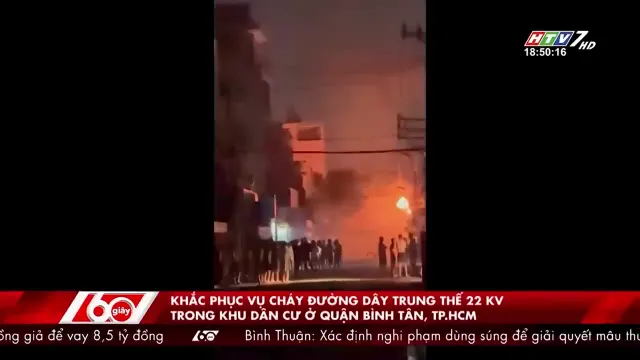 HTV7 HD
18:50:16
60 giây
KHẮC PHỤC VỤ CHÁY ĐƯỜNG DÂY TRUNG THẾ 22 KV
TRONG KHU DÂN CƯ Ở QUẬN BÌNH TÂN, TP.HCM
ồng giả để vay 8,5 tỷ đồng 60 Bình Thuận: Xác định nghi phạm dùng súng để giải quyết mâu thu